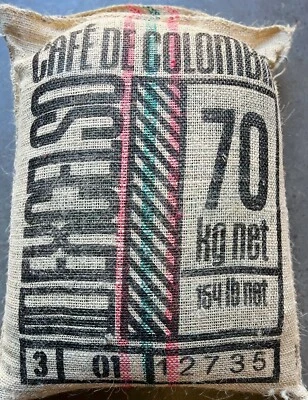 CAFÉ DE COLOMBI
EXCELSO
70
kg net
154 lb net
3 01 12735